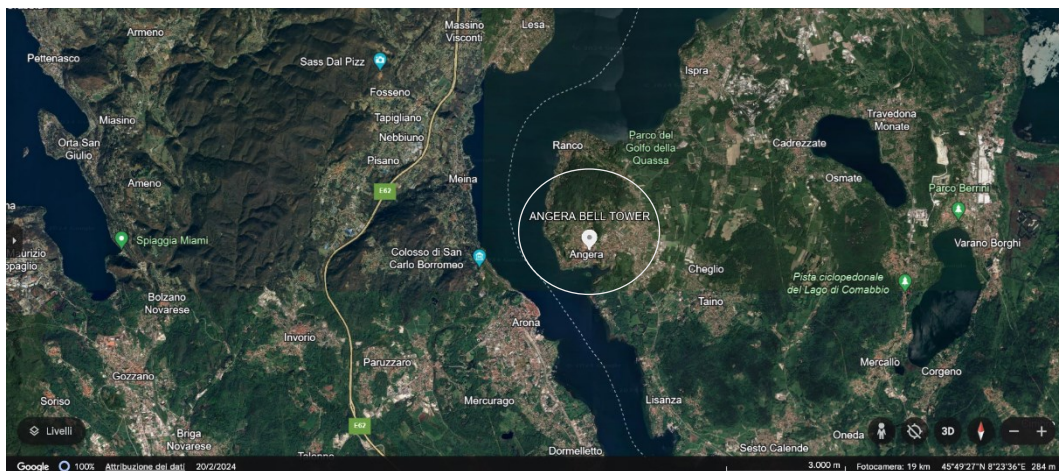 Armeno
Massino
Visconti
Lesa
Pettenasco
Sass Dal Pizz
Fosseno
Ispra
Miasino
Tapigliano
Nebbiuno
Travedona
Monate
Orta San
Giulio
Parco del
Golfo della
Quassa
Ranco
Cadrezzate
Pisano
Ameno
Meina
Osmate
E62
Parco Berrini
ANGERA BELL TOWER
Spiaggia Miami
Colosso di San
Carlo Borromeo
Angera
Varano Borghi
Cheglio
Pista ciclopedonale
del Lago di Comabbio
Bolzano
Novarese
Taino
Arona
Invorio
Paruzzaro
Mercallo
Corgeno
Gozzano
Soriso
Mercurago
Lisanza
Livelli
Briga
Novarese
E62
Oneda
3D
Sesto Calende
Dormelletto
Google
100%
Attribuzione dei dati
20/2/2024
3.000 m
Fotocamera: 19 km
45°49'27"N 8°23'36"E
284 m